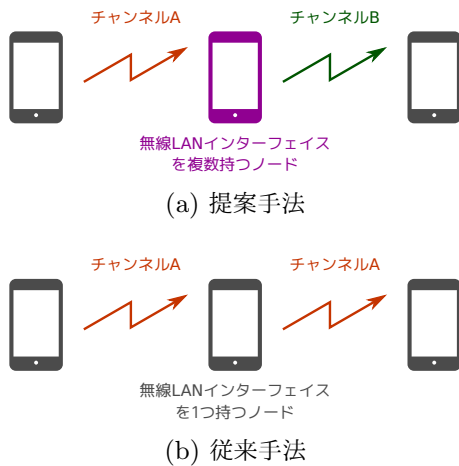 チャンネルA
チャンネルB
無線LANインターフェイス
を複数持つノード
(a) 提案手法
チャンネルA
チャンネルA
無線LANインターフェイス
を1つ持つノード
(b) 従来手法